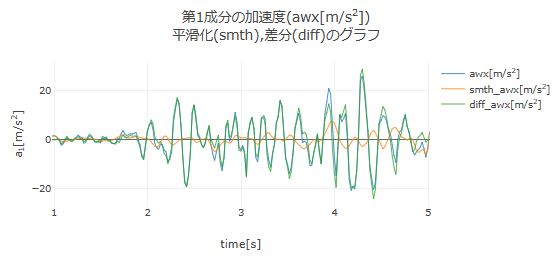 第1成分の加速度(awx[m/s²])
平滑化(smth),差分(diff)のグラフ
awx[m/s²]
smth_awx[m/s²]
diff_awx[m/s²]
a₁[m/s²]
20
0
−20
1
2
3
4
5
time[s]